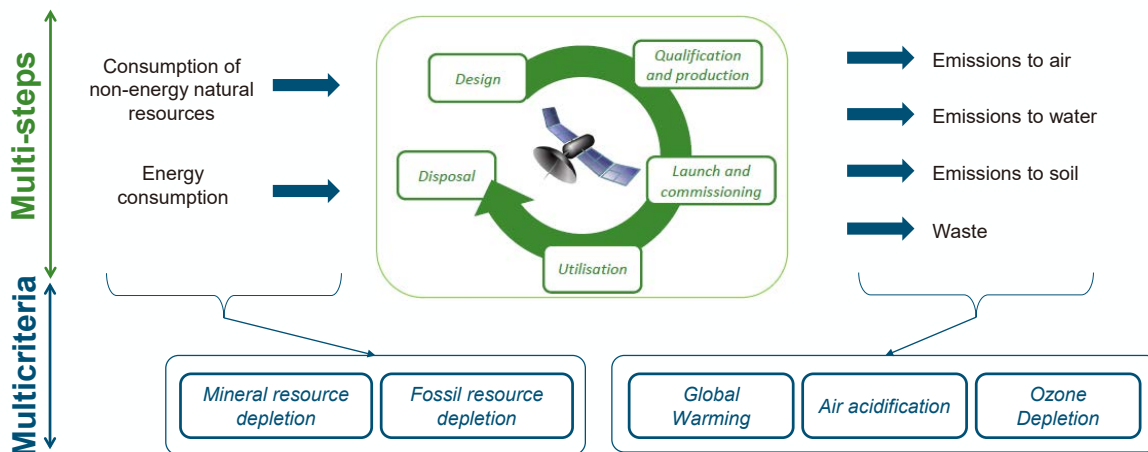 Multi-steps
Consumption of
non-energy natural
resources
Energy
consumption
Design
Qualification
and production
Launch and
commissioning
Utilisation
Disposal
Emissions to air
Emissions to water
Emissions to soil
Waste
Multicriteria
Mineral resource
depletion
Fossil resource
depletion
Global
Warming
Air acidification
Ozone
Depletion